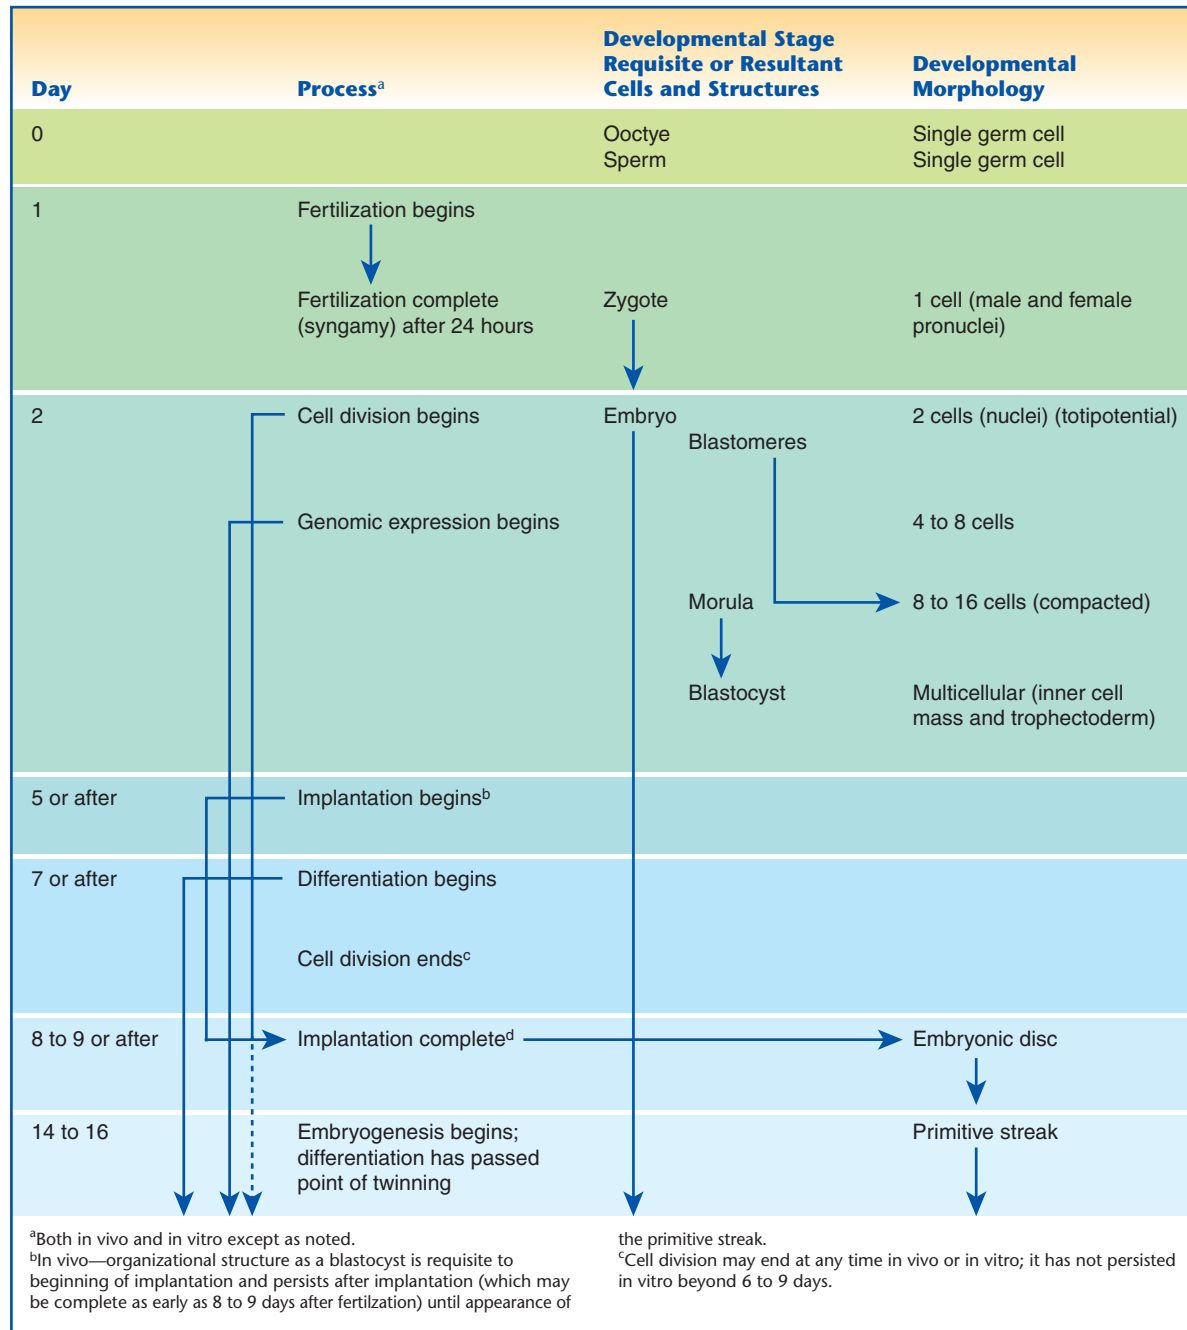 Day
Processᵃ
Developmental Stage
Requisite or Resultant
Cells and Structures
Developmental
Morphology
0
Ooctye
Single germ cell
Sperm
Single germ cell
1
Fertilization begins
Fertilization complete
(syngamy) after 24 hours
Zygote
1 cell (male and female
pronuclei)
2
Cell division begins
Embryo
2 cells (nuclei) (totipotential)
Blastomeres
Genomic expression begins
4 to 8 cells
Morula
8 to 16 cells (compacted)
Blastocyst
Multicellular (inner cell
mass and trophectoderm)
5 or after
Implantation beginsᵇ
7 or after
Differentiation begins
Cell division endsᶜ
8 to 9 or after
Implantation completeᵈ
Embryonic disc
14 to 16
Embryogenesis begins;
differentiation has passed
point of twinning
Primitive streak
ᵃBoth in vivo and in vitro except as noted.
ᵇIn vivo—organizational structure as a blastocyst is requisite to
beginning of implantation and persists after implantation (which may
be complete as early as 8 to 9 days after fertilzation) until appearance of
the primitive streak.
ᶜCell division may end at any time in vivo or in vitro; it has not persisted
in vitro beyond 6 to 9 days.